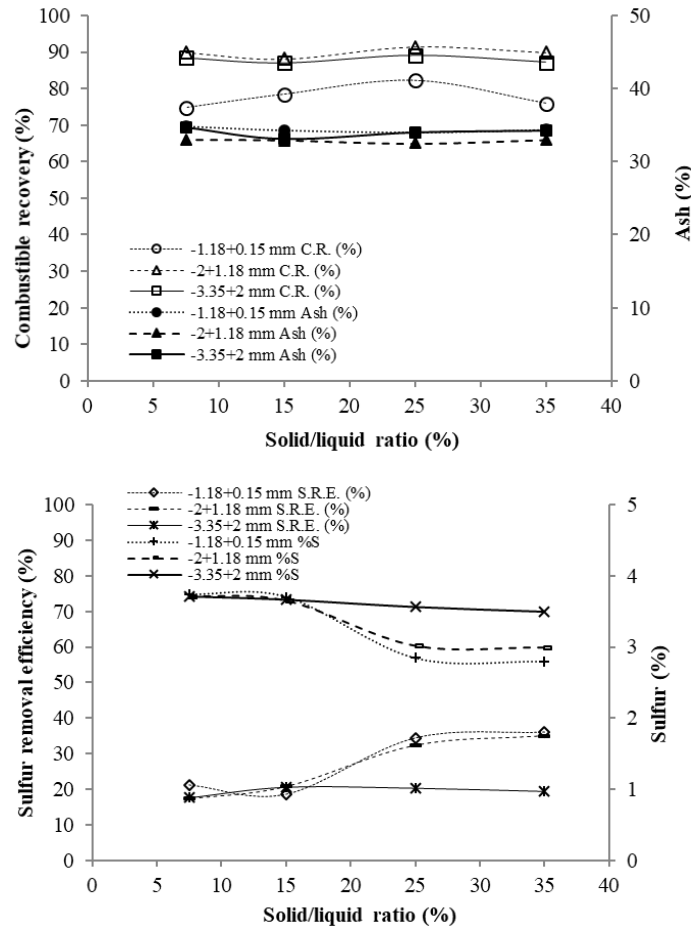 100
90
80
70
60
50
40
30
20
10
0
Combustible recovery (%)
50
40
30
20
10
0
Ash (%)
-1.18+0.15 mm C.R. (%)
-2+1.18 mm C.R. (%)
-3.35+2 mm C.R. (%)
-1.18+0.15 mm Ash (%)
-2+1.18 mm Ash (%)
-3.35+2 mm Ash (%)
0 5 10 15 20 25 30 35 40
Solid/liquid ratio (%)
100
90
80
70
60
50
40
30
20
10
0
Sulfur removal efficiency (%)
5
4
3
2
1
0
Sulfur (%)
-1.18+0.15 mm S.R.E. (%)
-2+1.18 mm S.R.E. (%)
-3.35+2 mm S.R.E. (%)
-1.18+0.15 mm %S
-2+1.18 mm %S
-3.35+2 mm %S
0 5 10 15 20 25 30 35 40
Solid/liquid ratio (%)